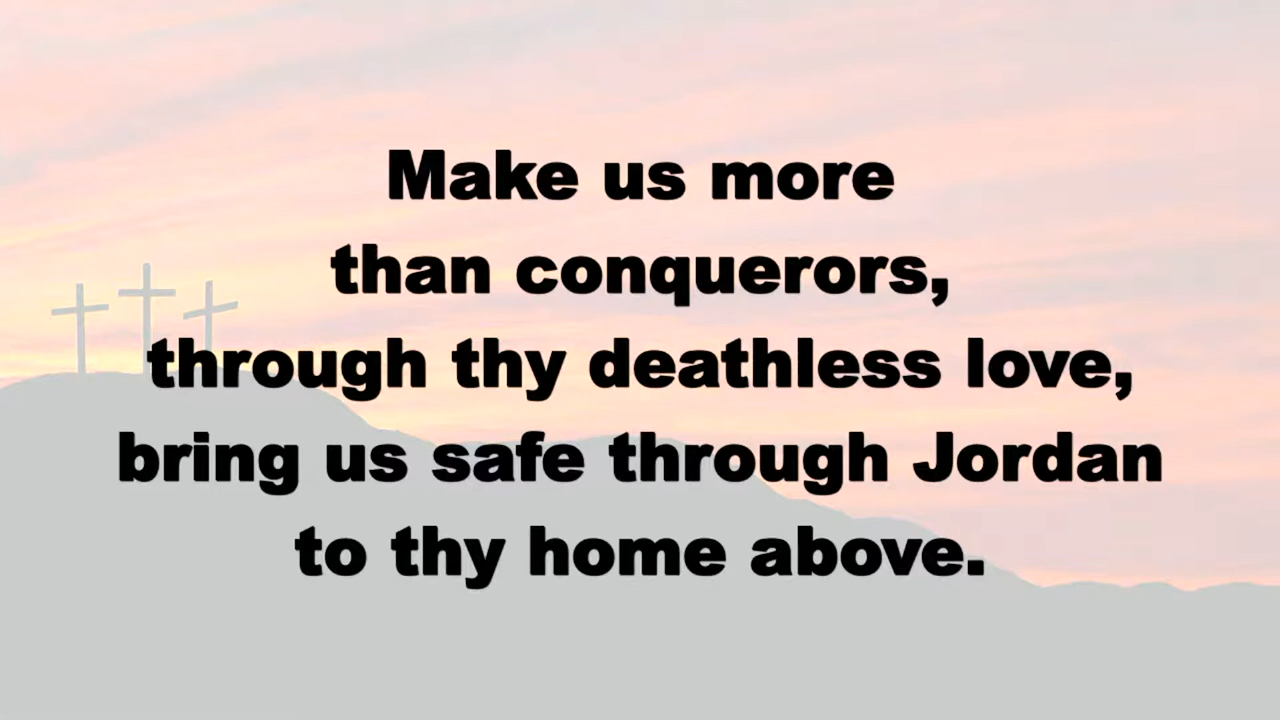 Make us more
than conquerors,
through thy deathless love,
bring us safe through Jordan
to thy home above.